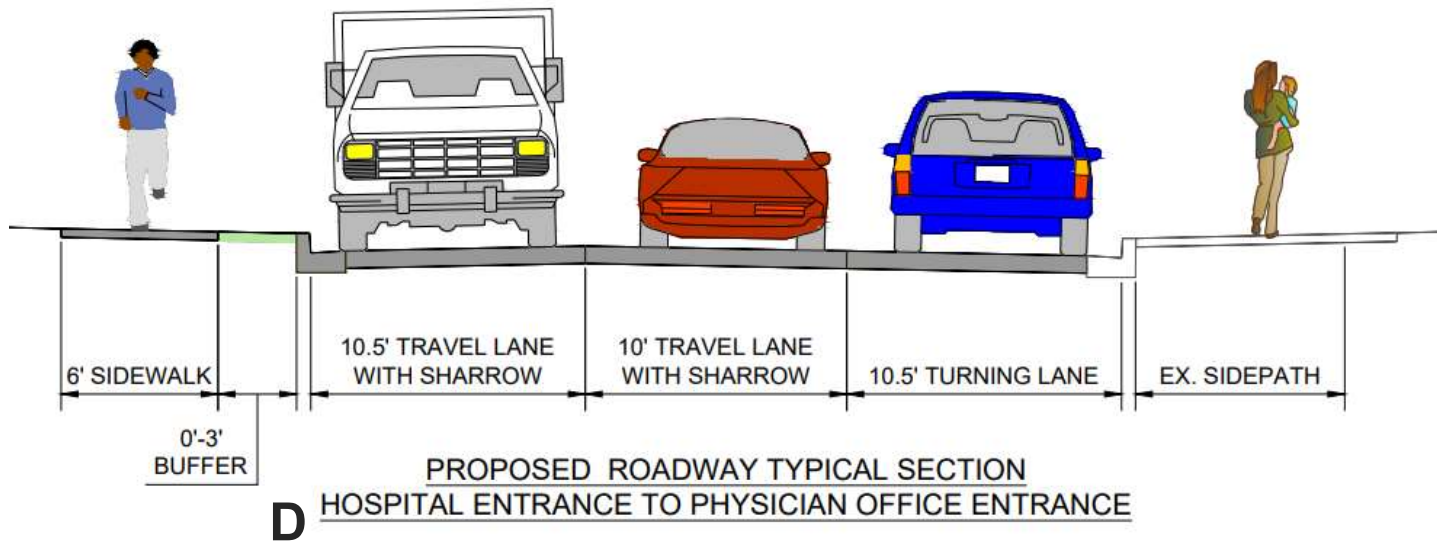 6' SIDEWALK
0'-3'
BUFFER
10.5' TRAVEL LANE
WITH SHARROW
10' TRAVEL LANE
WITH SHARROW
10.5' TURNING LANE
EX. SIDEPATH
PROPOSED ROADWAY TYPICAL SECTION
D HOSPITAL ENTRANCE TO PHYSICIAN OFFICE ENTRANCE